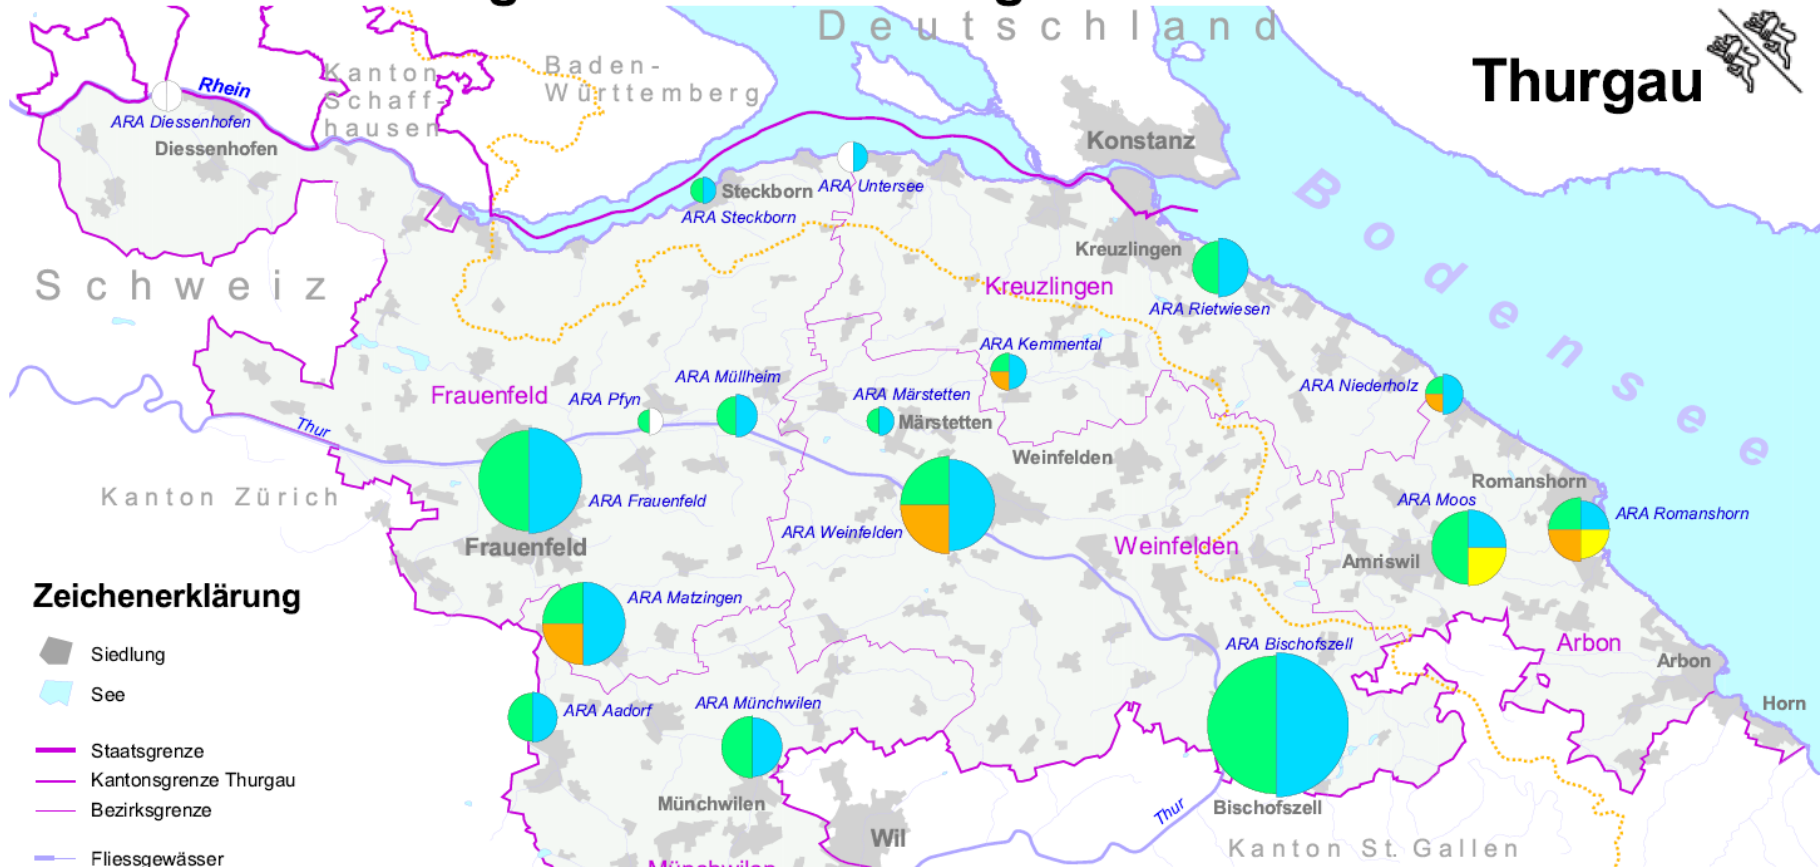 Deutschland
Thurgau
Kanton
Schaff-
hausen
Baden-
Württemberg
Rhein
ARA Diessenhofen
Diessenhofen
Konstanz
Steckborn
ARA Untersee
ARA Steckborn
Bodensee
Kreuzlingen
Schweiz
Kreuzlingen
ARA Rietwiesen
ARA Kemmental
ARA Müllheim
ARA Niederholz
Frauenfeld
ARA Pfyn
ARA Märstetten
Märstetten
Thur
Weinfelden
Romanshorn
Kanton Zürich
ARA Frauenfeld
ARA Moos
ARA Romanshorn
ARA Weinfelden
Frauenfeld
Weinfelden
Amriswil
Zeichenerklärung
ARA Matzingen
ARA Bischofszell
Arbon
Siedlung
Arbon
See
ARA Aadorf
ARA Münchwilen
Horn
Staatsgrenze
Kantonsgrenze Thurgau
Bezirksgrenze
Münchwilen
Thur
Bischofszell
Wil
Kanton St. Gallen
Fliessgewässer
Münchwilen